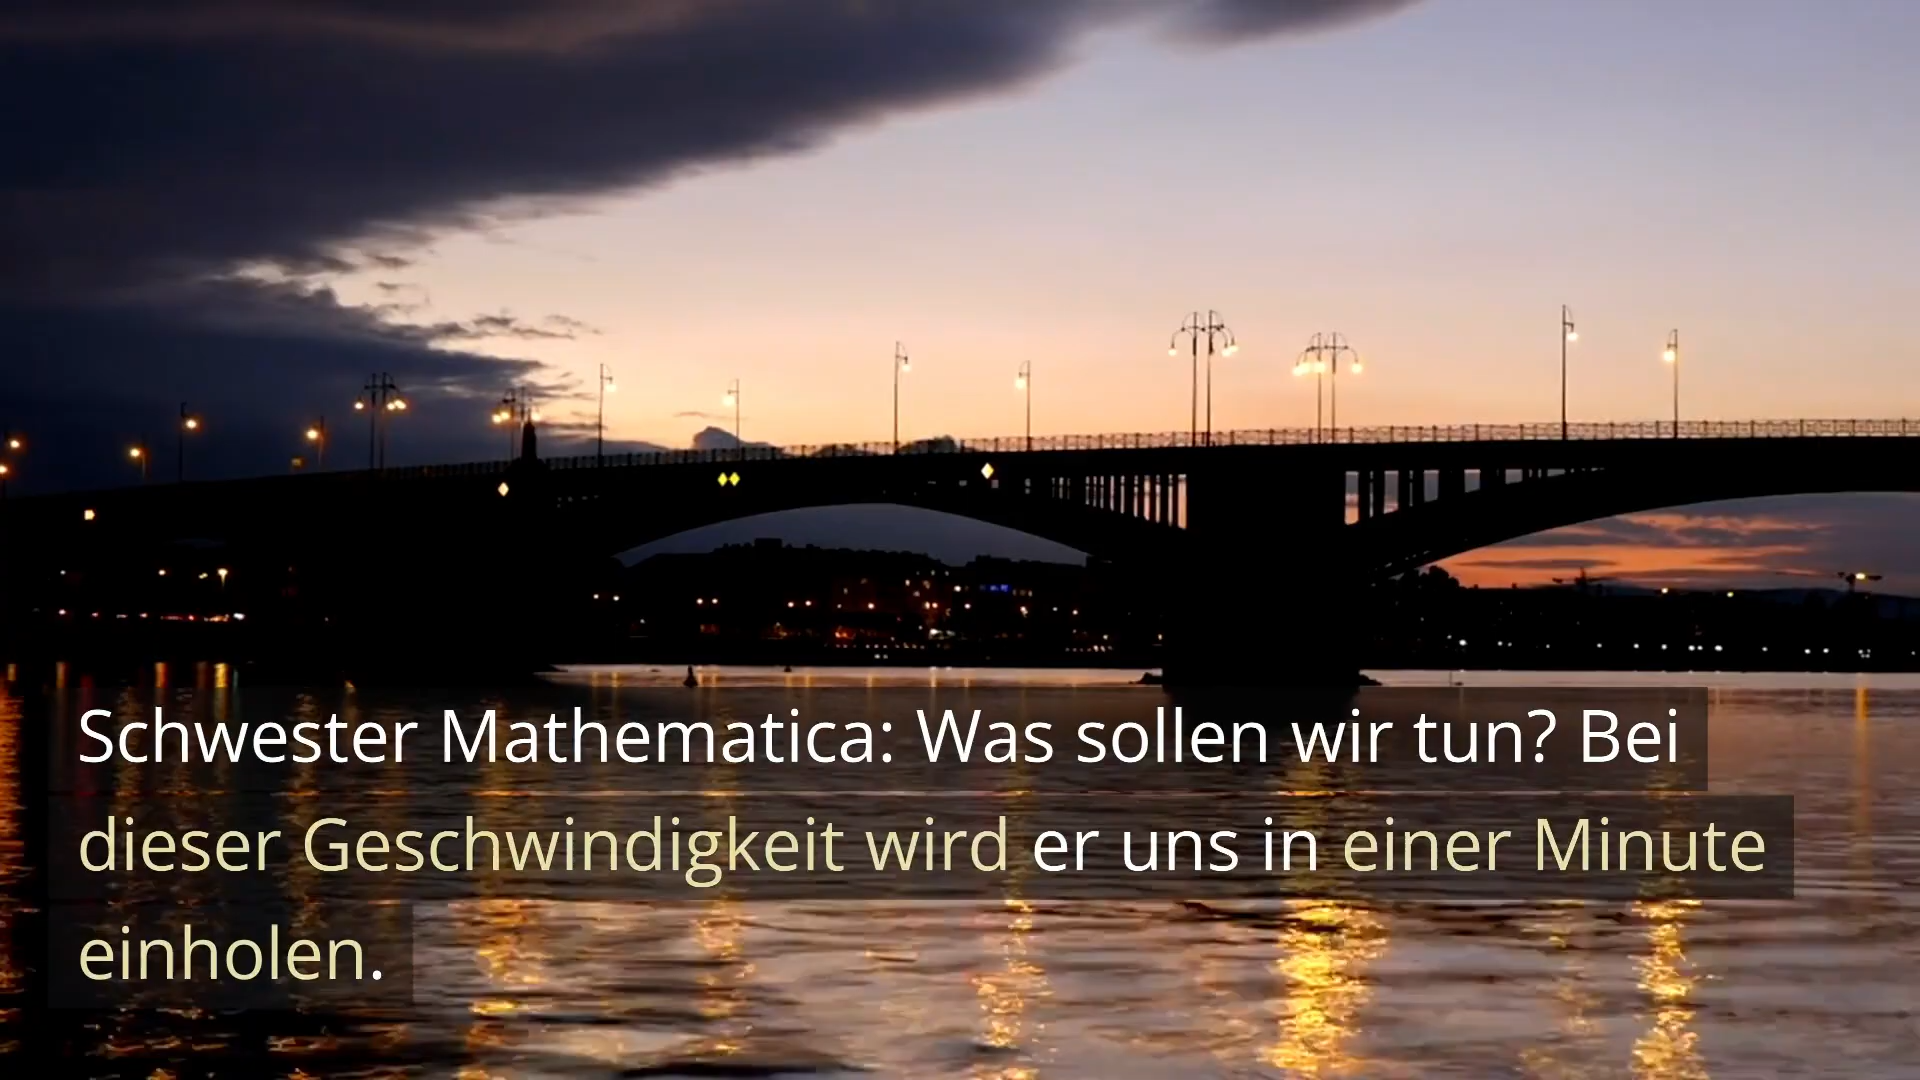 Schwester Mathematica: Was sollen wir tun? Bei
dieser Geschwindigkeit wird er uns in einer Minute
einholen.